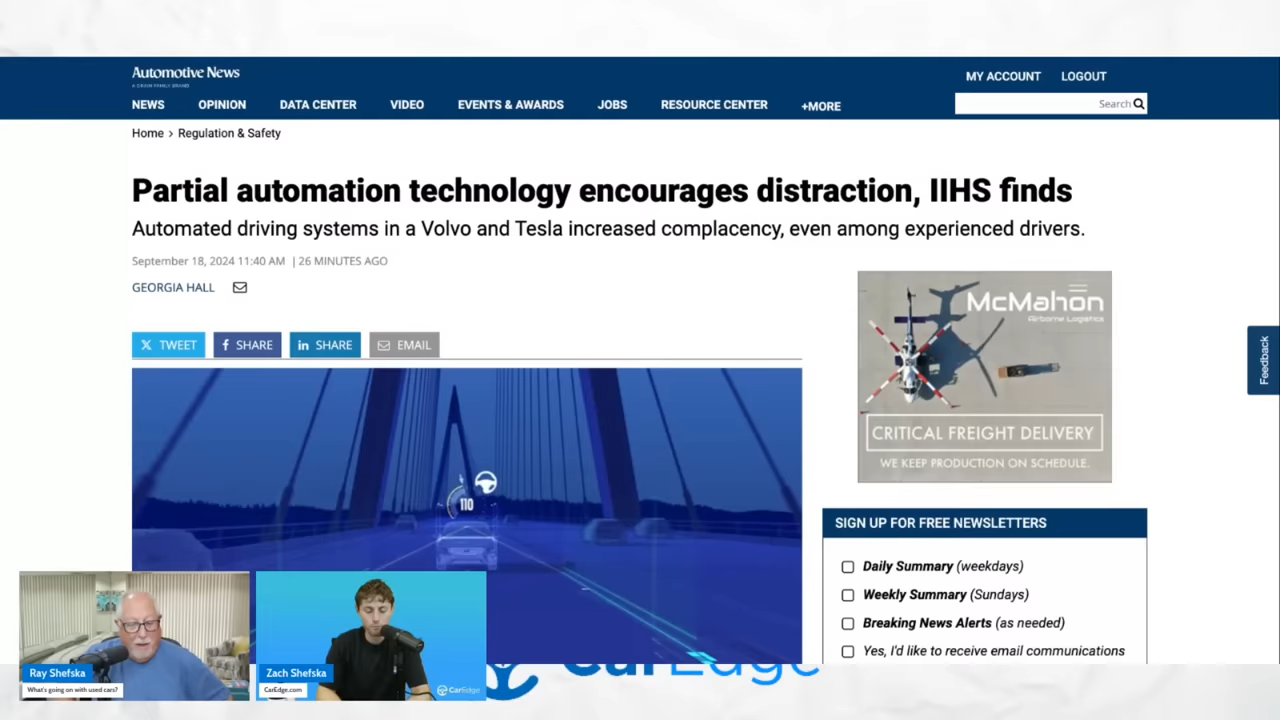 Automotive News
MY ACCOUNT LOGOUT
NEWS OPINION DATA CENTER VIDEO EVENTS & AWARDS JOBS RESOURCE CENTER +MORE
Search
Home > Regulation & Safety
Partial automation technology encourages distraction, IIHS finds
Automated driving systems in a Volvo and Tesla increased complacency, even among experienced drivers.
September 18, 2024 11:40 AM | 26 MINUTES AGO
GEORGIA HALL
TWEET SHARE SHARE EMAIL
110
McMahon
Airborne Logistics
CRITICAL FREIGHT DELIVERY
WE KEEP PRODUCTION ON SCHEDULE.
Feedback
SIGN UP FOR FREE NEWSLETTERS
Daily Summary (weekdays)
Weekly Summary (Sundays)
Breaking News Alerts (as needed)
Yes, I'd like to receive email communications
Ray Shefska
What's going on with used cars?
Zach Shefska
CarEdge.com
CarEdge
CarEdge